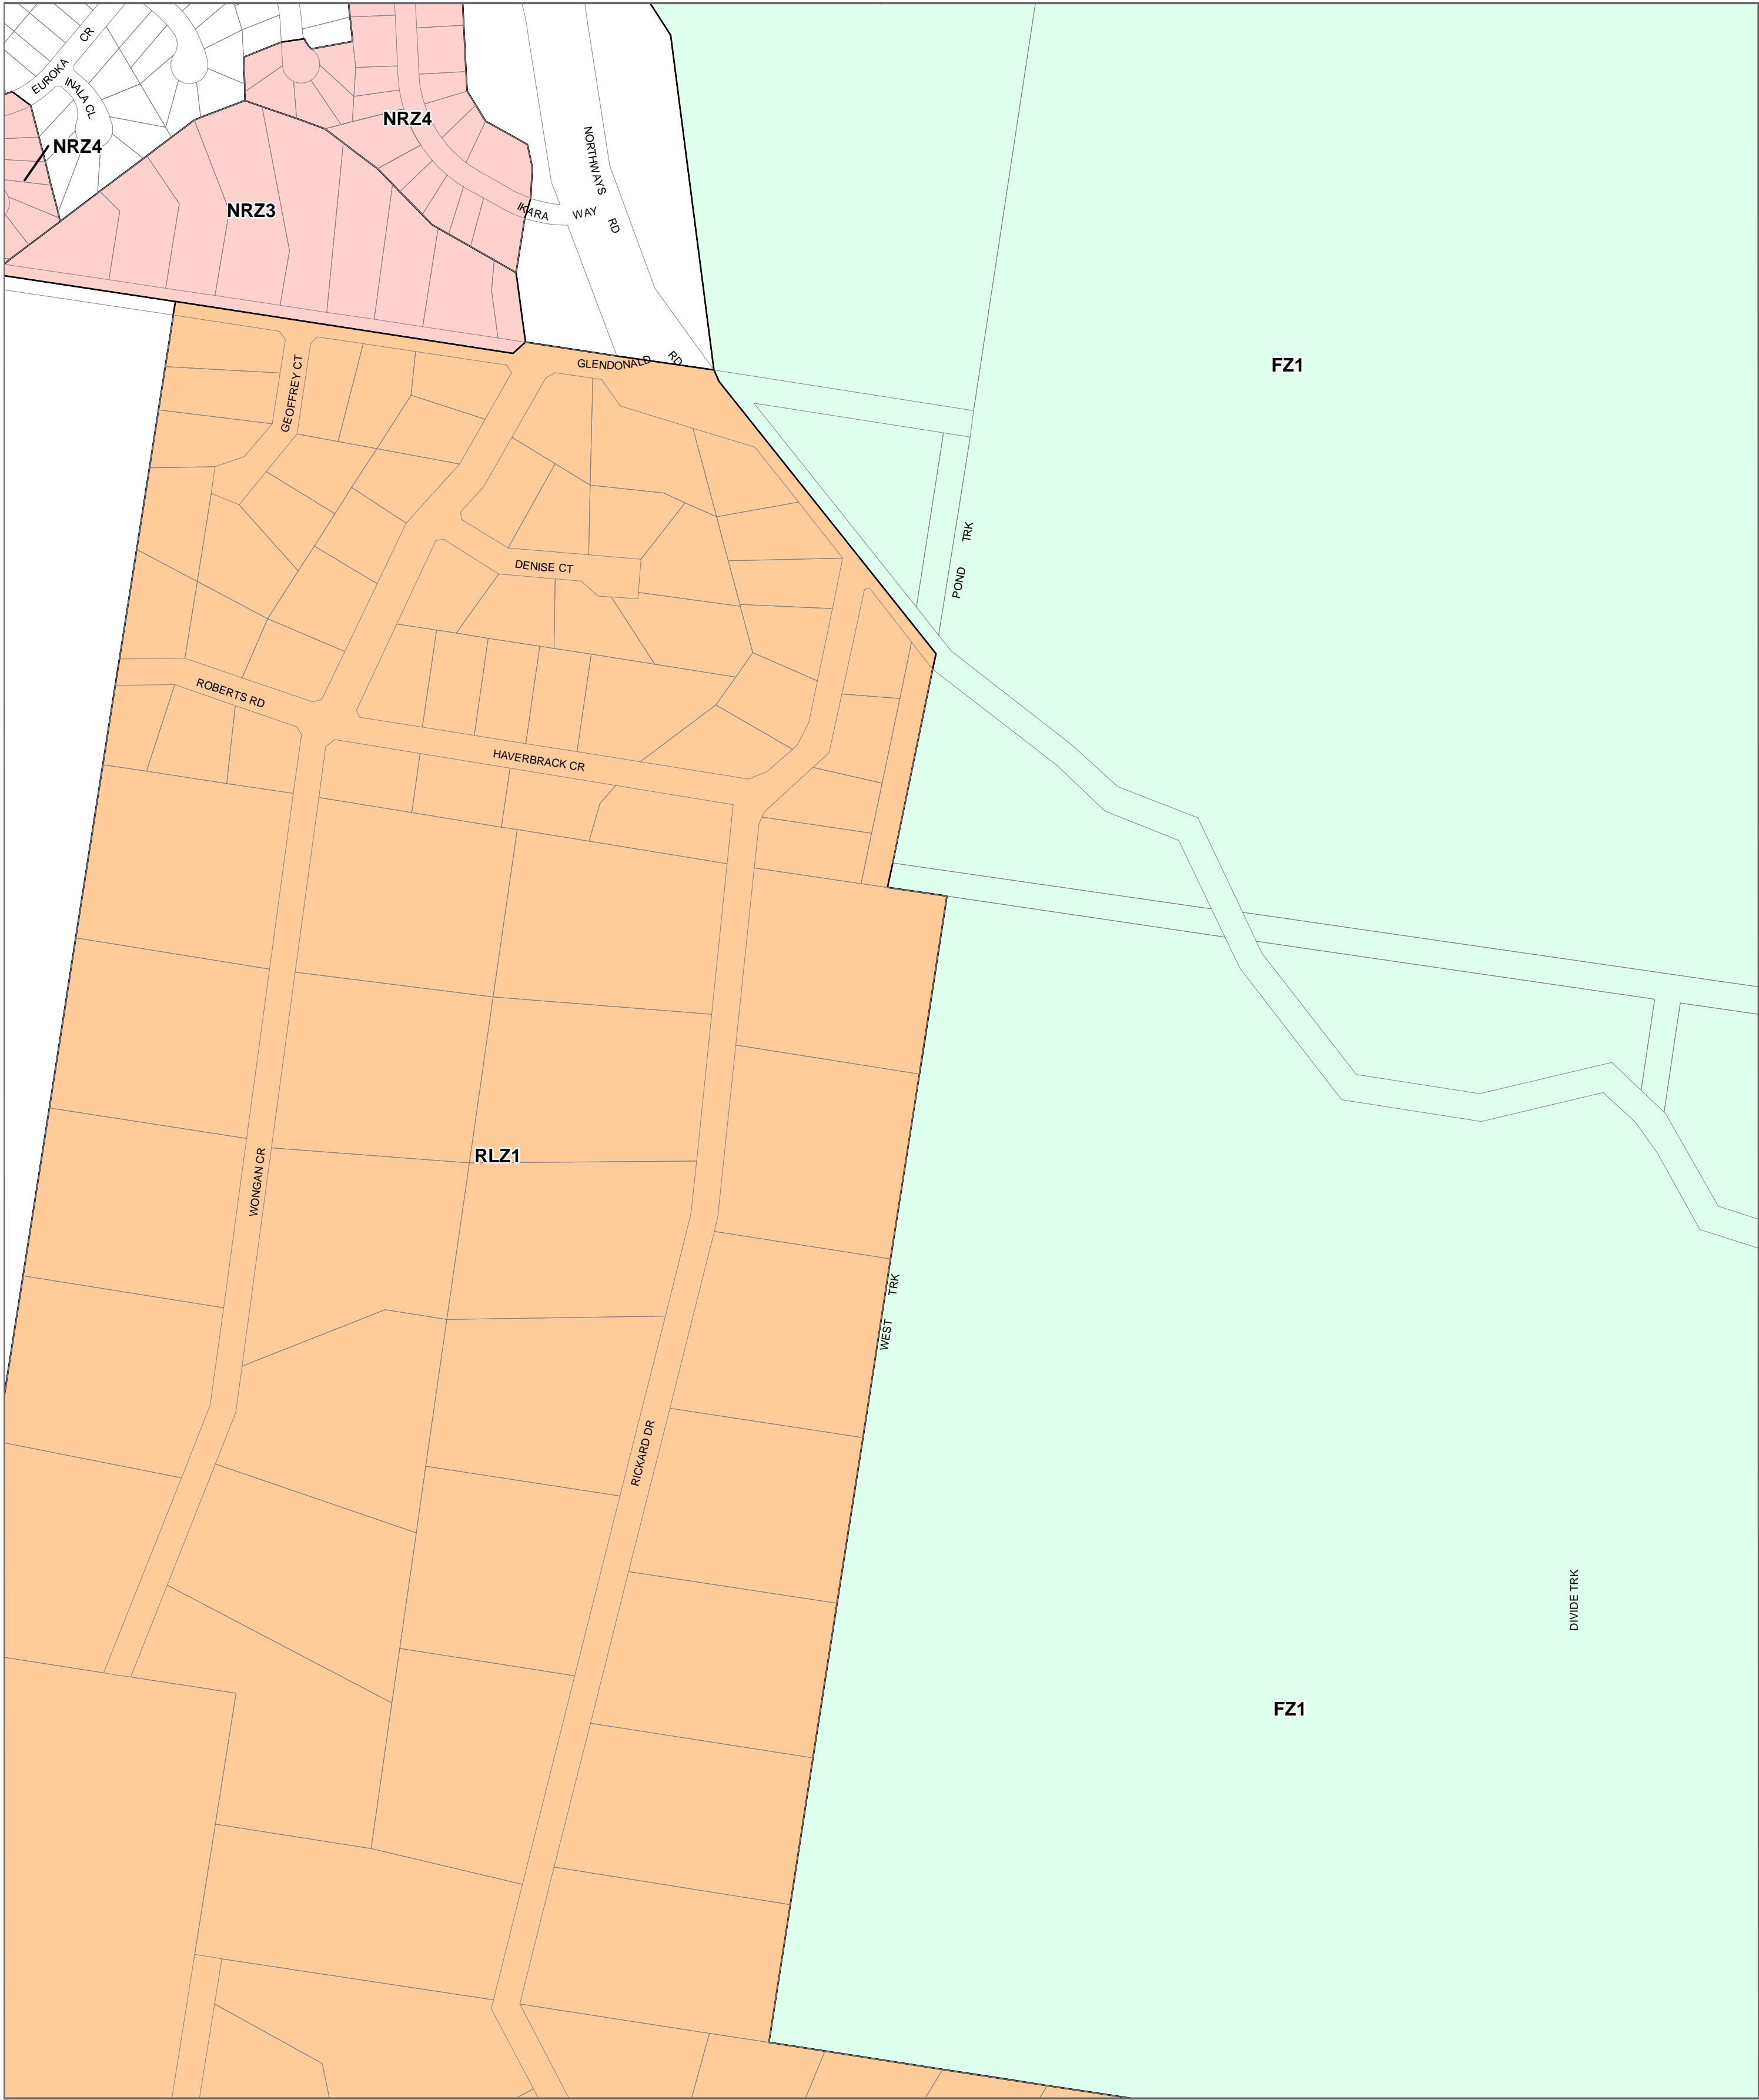 EUROKA CR
INALA CL
NRZ4
NRZ4
NRZ3
NORTHWAYS RD
IKARA WAY
GLENDONALD RD
FZ1
GEOFFREY CT
POND TRK
DENISE CT
ROBERTS RD
HAVERBRACK CR
RLZ1
WONGAN CR
WEST TRK
RICKARD DR
DIVIDE TRK
FZ1